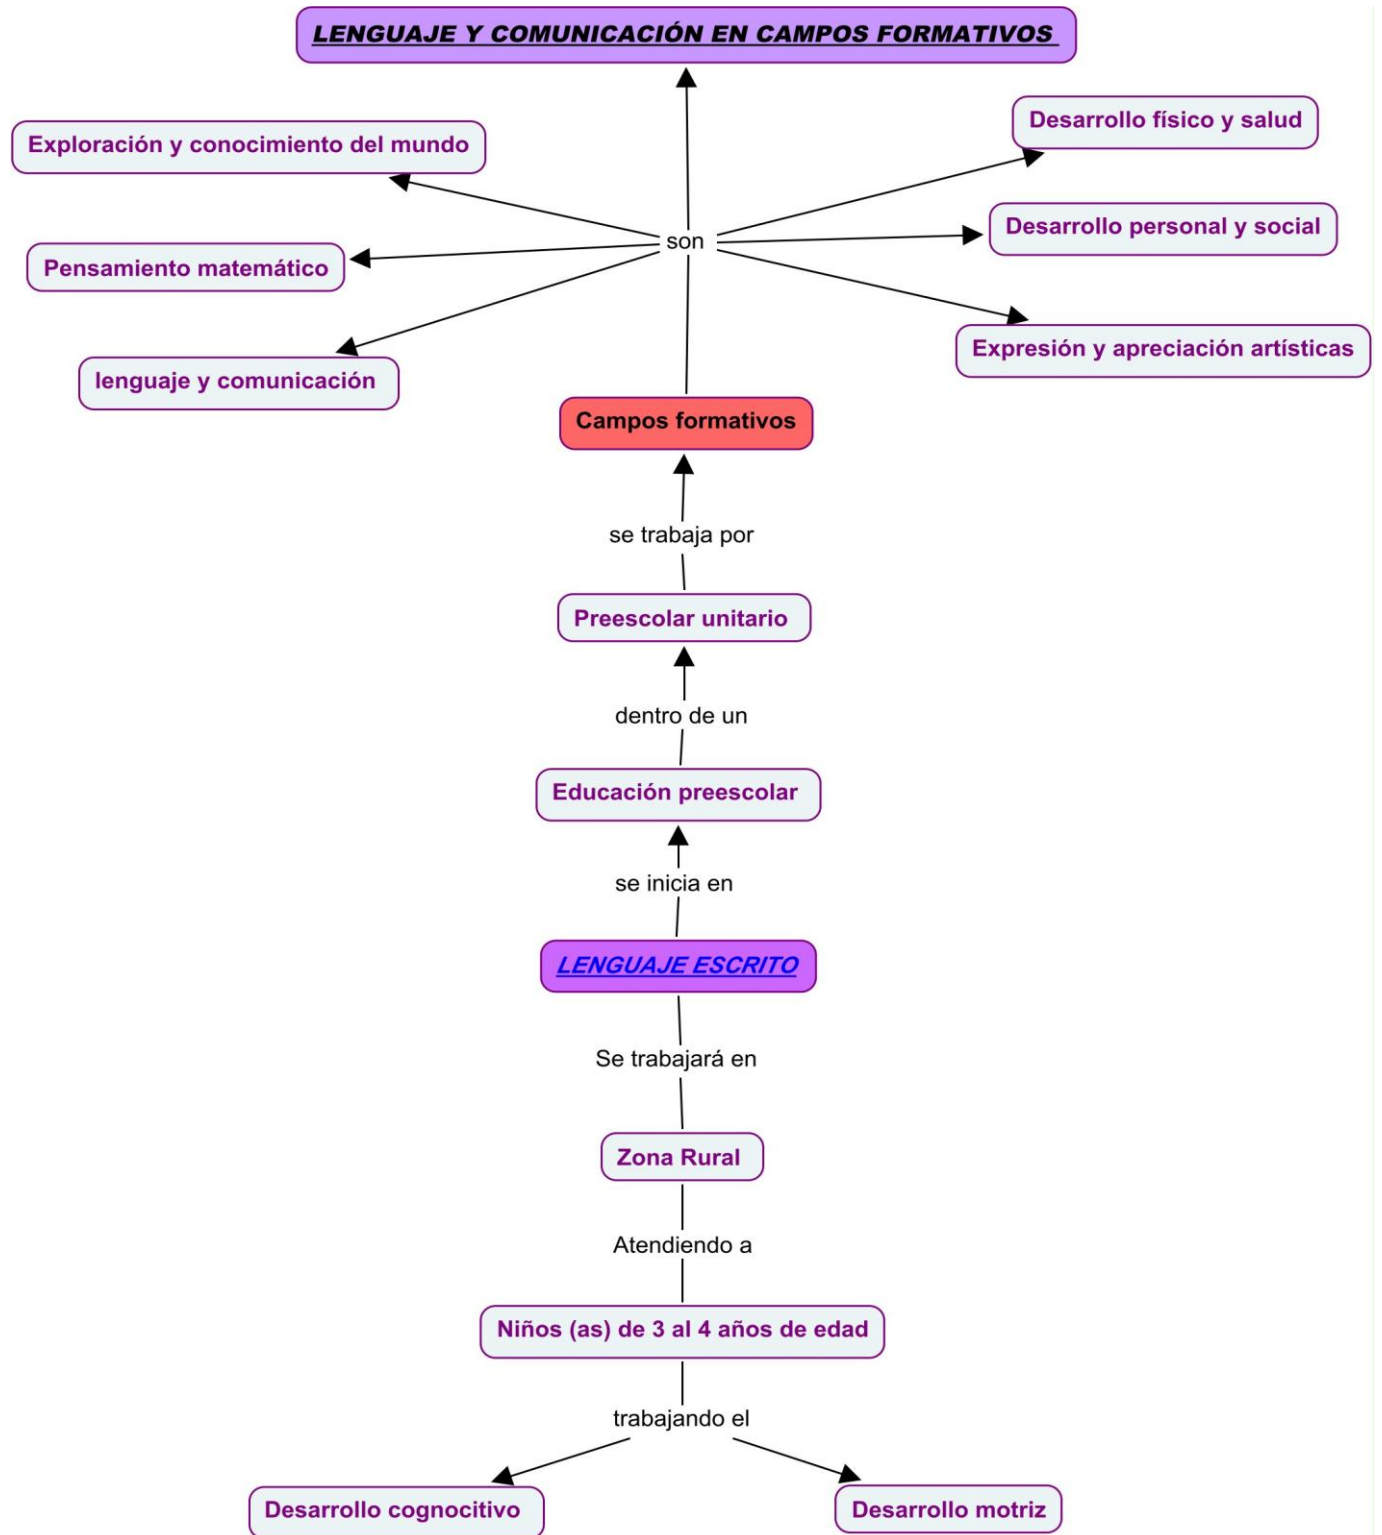 LENGUAJE Y COMUNICACIÓN EN CAMPOS FORMATIVOS
Desarrollo físico y salud
Exploración y conocimiento del mundo
Desarrollo personal y social
son
Pensamiento matemático
Expresión y apreciación artísticas
lenguaje y comunicación
Campos formativos
se trabaja por
Preescolar unitario
dentro de un
Educación preescolar
se inicia en
LENGUAJE ESCRITO
Se trabajará en
Zona Rural
Atendiendo a
Niños (as) de 3 al 4 años de edad
trabajando el
Desarrollo cognocitivo
Desarrollo motriz